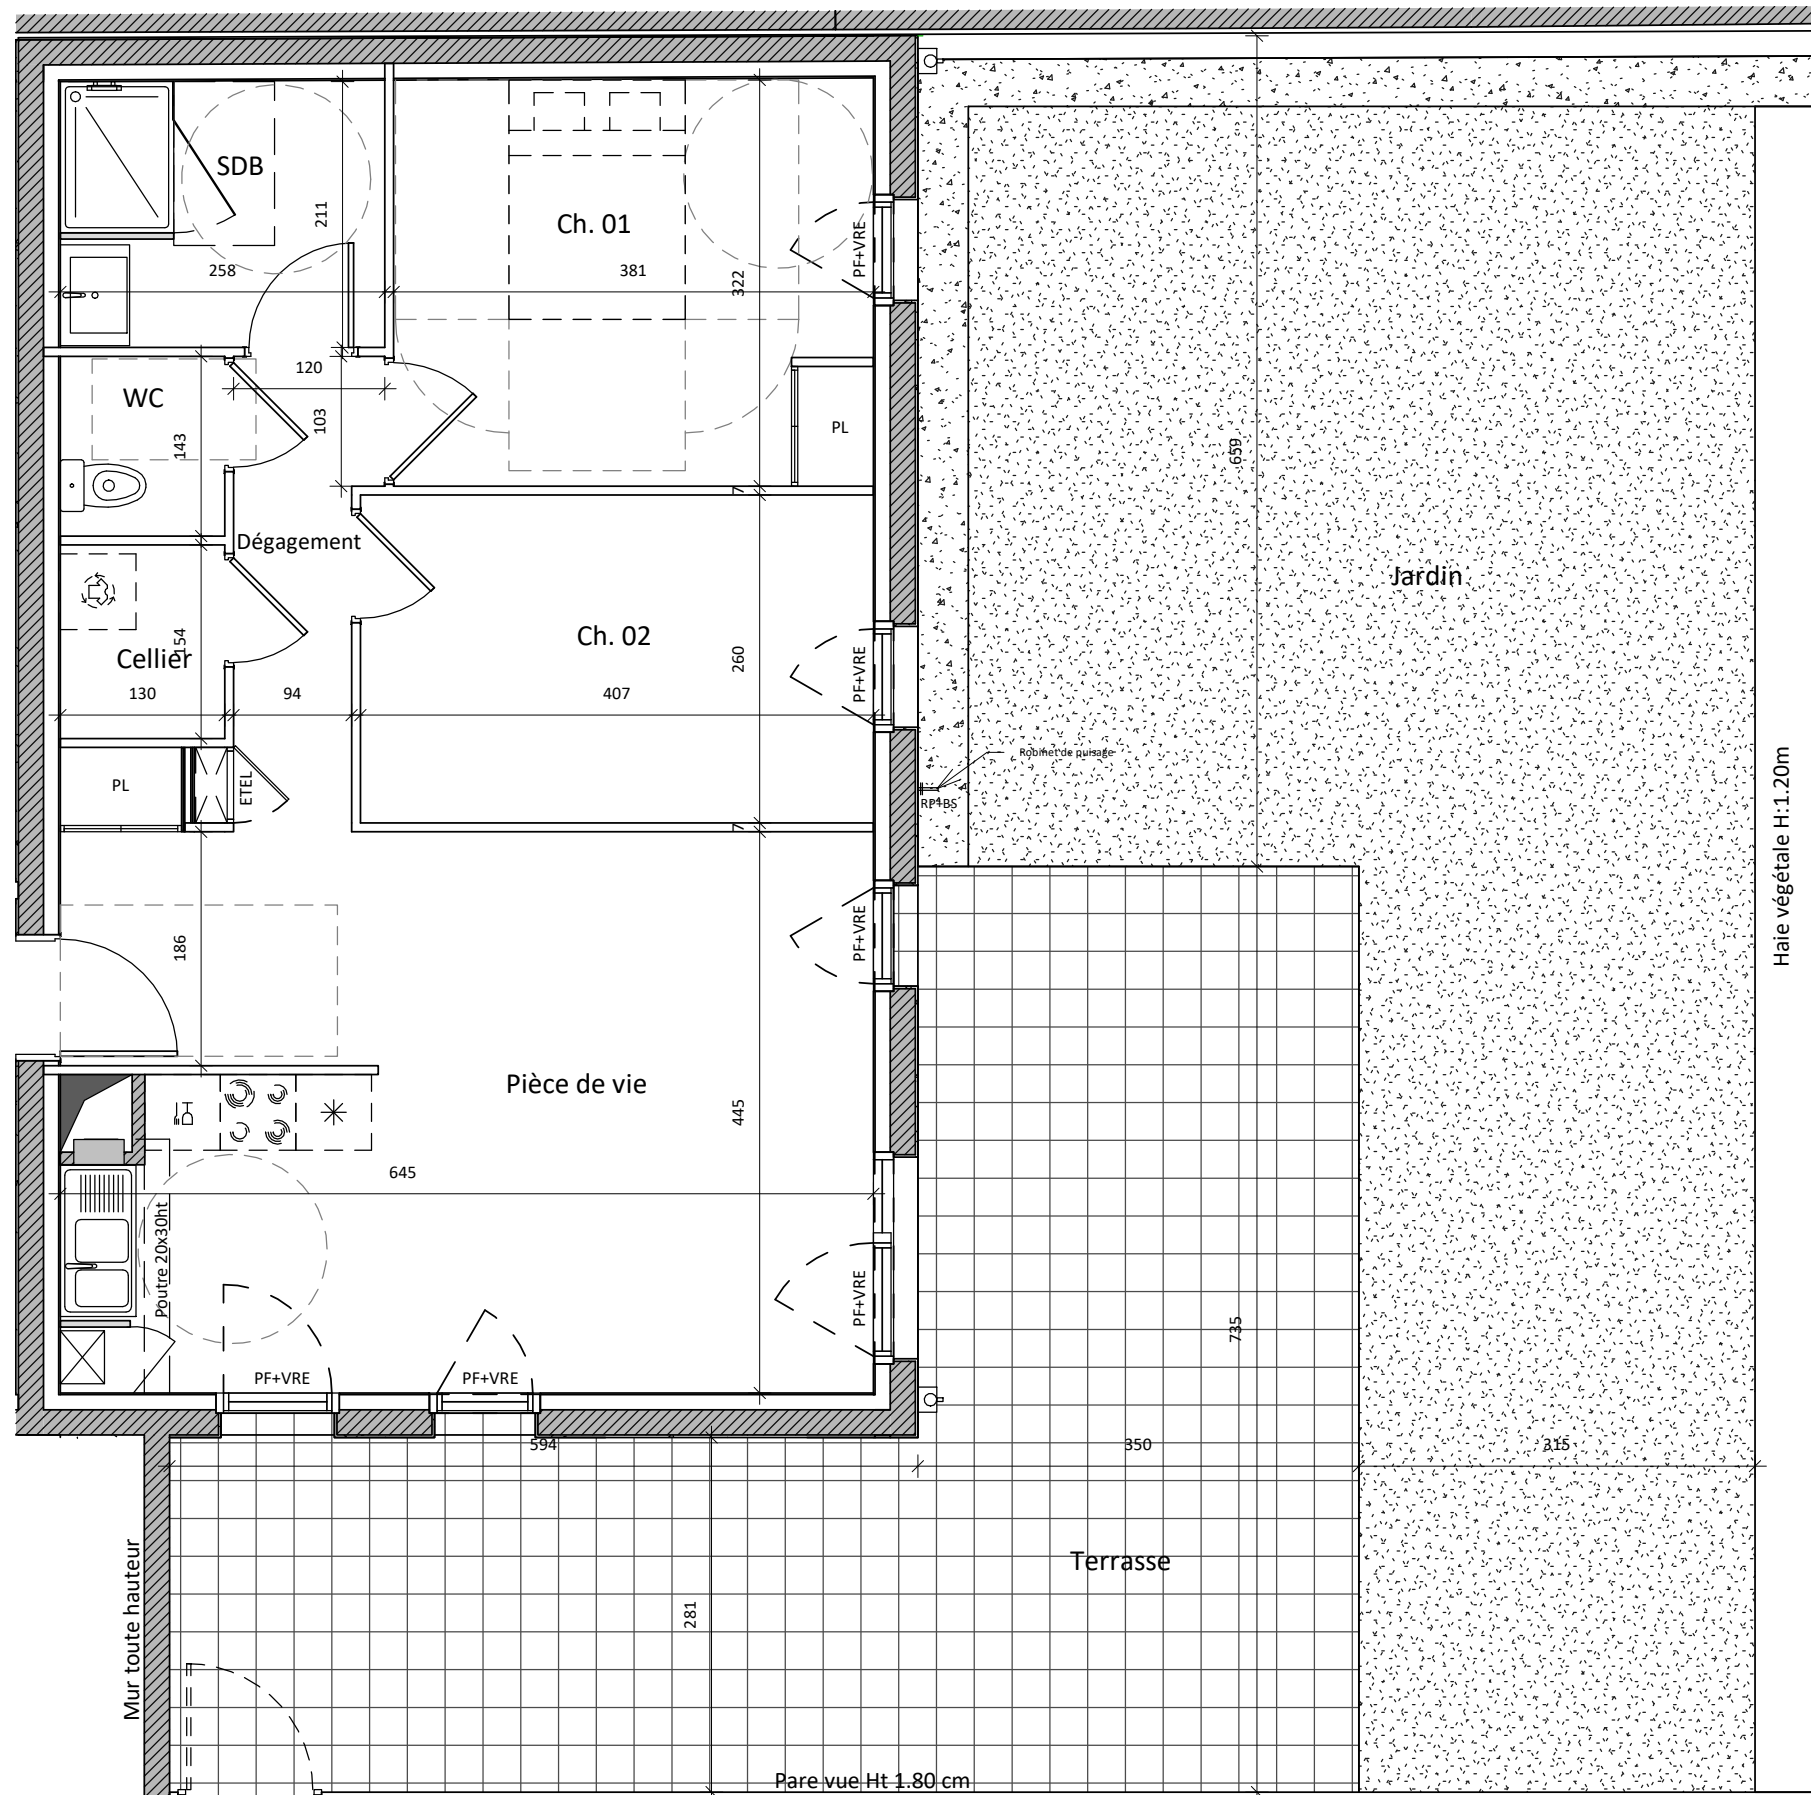 SDB
211
258
Ch. 01
381
322
PF+VRE
WC
143
120
103
PL
7
659
Dégagement
Jardin
Cellier
154
130
94
Ch. 02
407
260
PF+VRE
Robinet de puisage
RP+BS
PL
ETEL
7
Haie végétale H:1.20m
186
PF+VRE
Pièce de vie
445
645
Poutre 20x30ht
PF+VRE
735
PF+VRE
PF+VRE
594
350
315
Mur toute hauteur
281
Terrasse
Pare vue Ht 1.80 cm